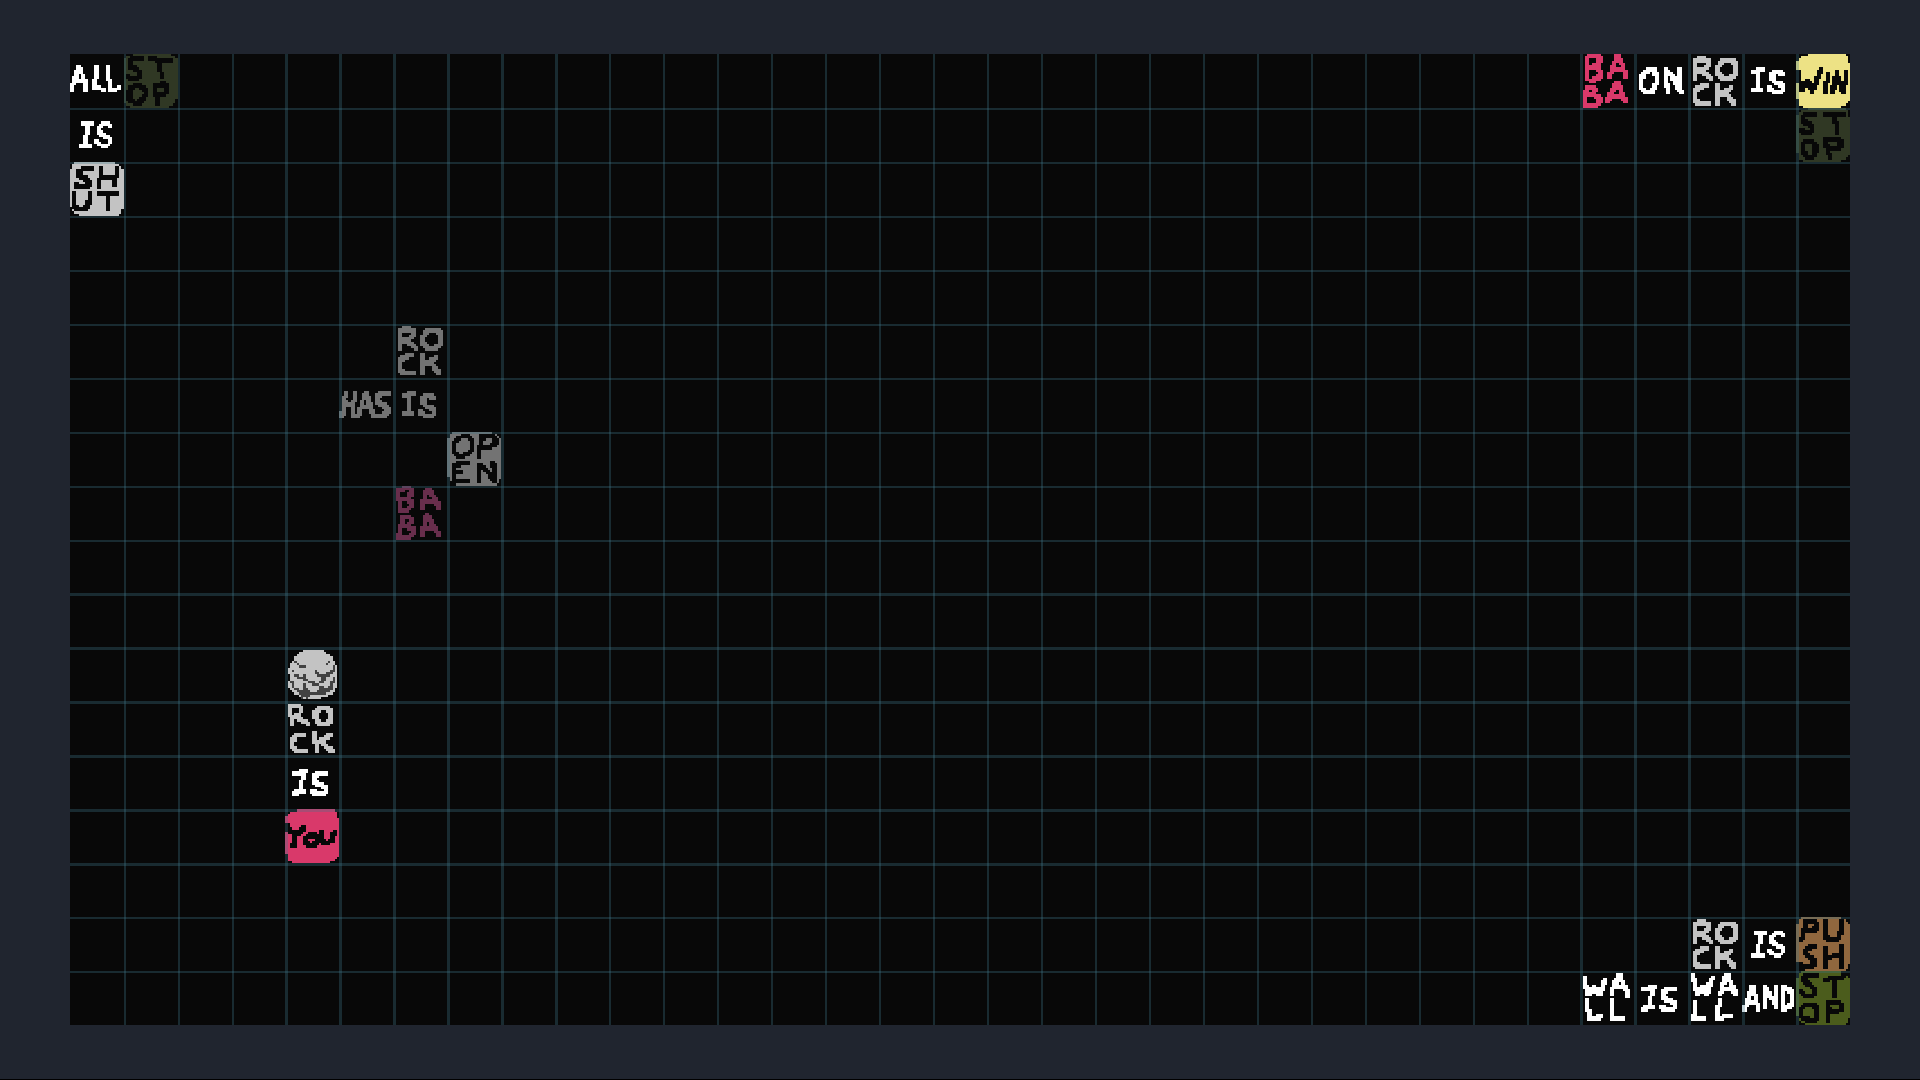 ALL STOP BABA ON ROCK IS WIN
IS STOP
SHUT
ROCK
HAS IS
OPEN
BABA
ROCK
IS
YOU
ROCK IS PUSH
WALL IS WALL AND STOP